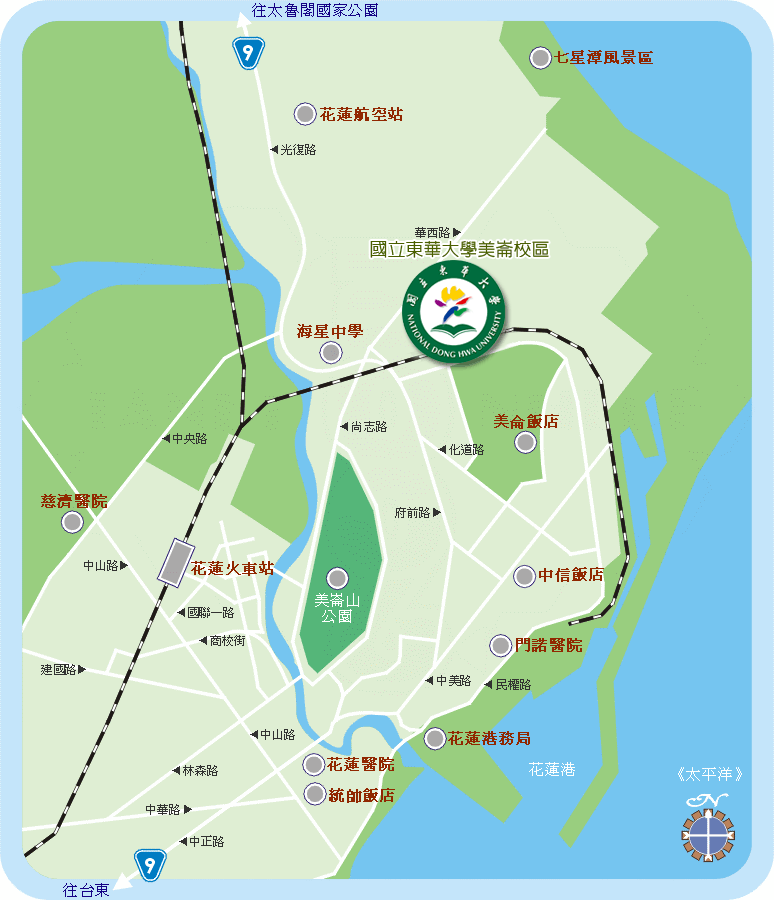 往太魯閣國家公園
9
七星潭風景區
花蓮航空站
光復路
華西路
國立東華大學美崙校區
國立東華大學
NATIONAL DONG HWA UNIVERSITY
海星中學
美侖飯店
尚志路
中央路
化道路
慈濟醫院
府前路
中山路
花蓮火車站
中信飯店
美崙山
公園
國聯一路
商校街
門諾醫院
建國路
中美路
民權路
中山路
花蓮港務局
花蓮醫院
林森路
花蓮港
《太平洋》
統帥飯店
N
中華路
中正路
9
往台東